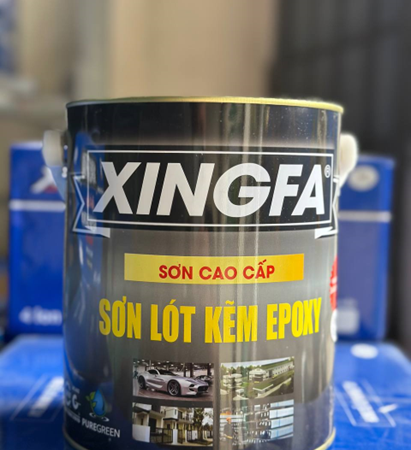 XINGFA®
SƠN CAO CẤP
SƠN LÓT KẼM EPOXY
PUREGREEN